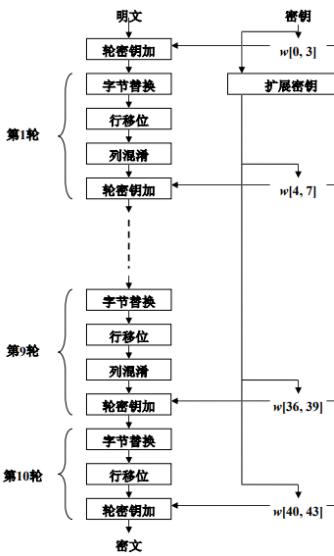 明文
密钥
轮密钥加
w[0, 3]
字节替换
扩展密钥
行移位
第1轮
列混淆
轮密钥加
w[4, 7]
字节替换
行移位
第9轮
列混淆
轮密钥加
w[36, 39]
字节替换
行移位
第10轮
轮密钥加
w[40, 43]
密文